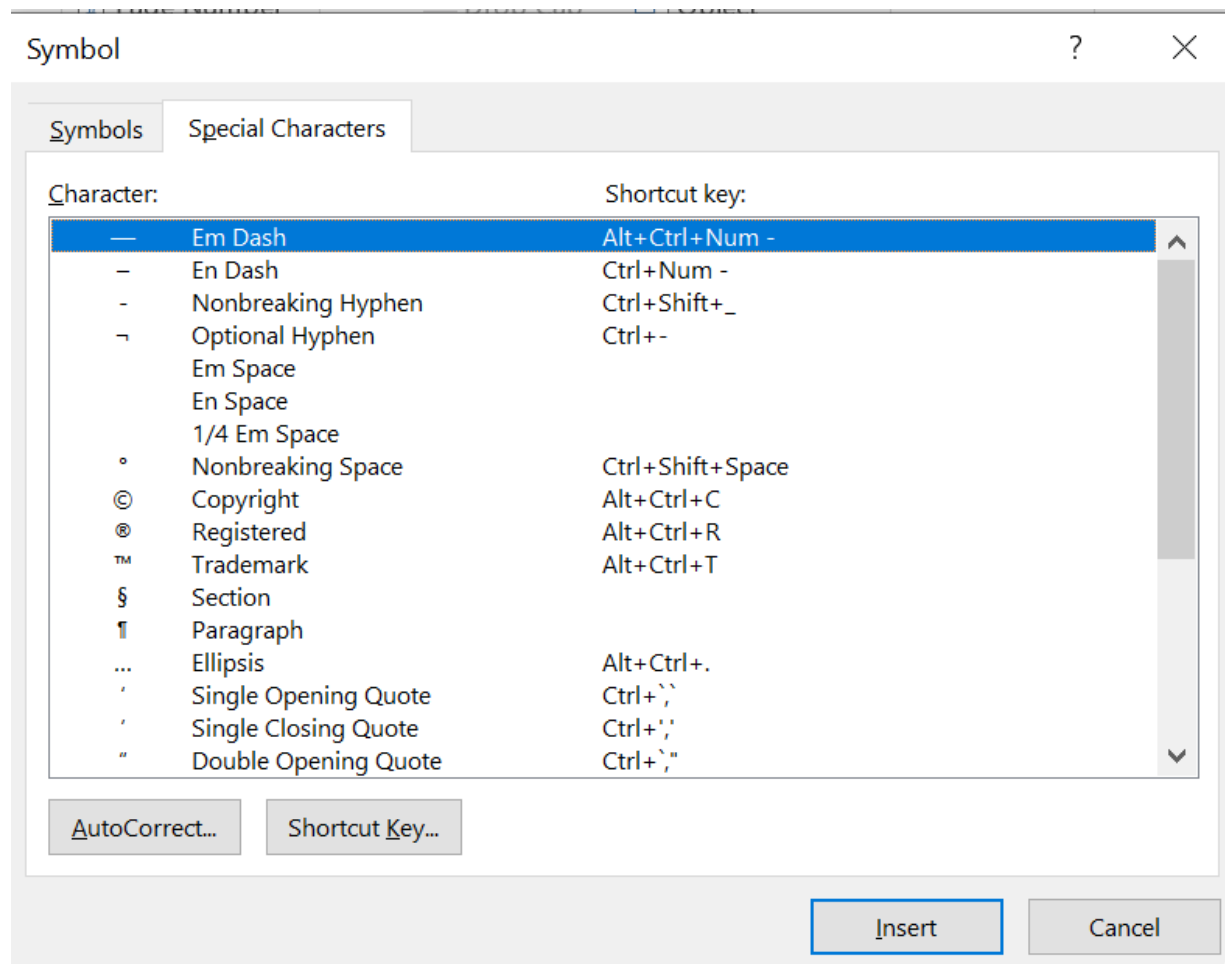 Symbol ?
Symbols Special Characters
Character: Shortcut key:
— Em Dash Alt+Ctrl+Num -
– En Dash Ctrl+Num -
- Nonbreaking Hyphen Ctrl+Shift+_
¬ Optional Hyphen Ctrl+-
Em Space
En Space
1/4 Em Space
° Nonbreaking Space Ctrl+Shift+Space
© Copyright Alt+Ctrl+C
® Registered Alt+Ctrl+R
™ Trademark Alt+Ctrl+T
§ Section
¶ Paragraph
… Ellipsis Alt+Ctrl+.
‘ Single Opening Quote Ctrl+`,`
’ Single Closing Quote Ctrl+','
“ Double Opening Quote Ctrl+`,"
AutoCorrect... Shortcut Key...
Insert Cancel